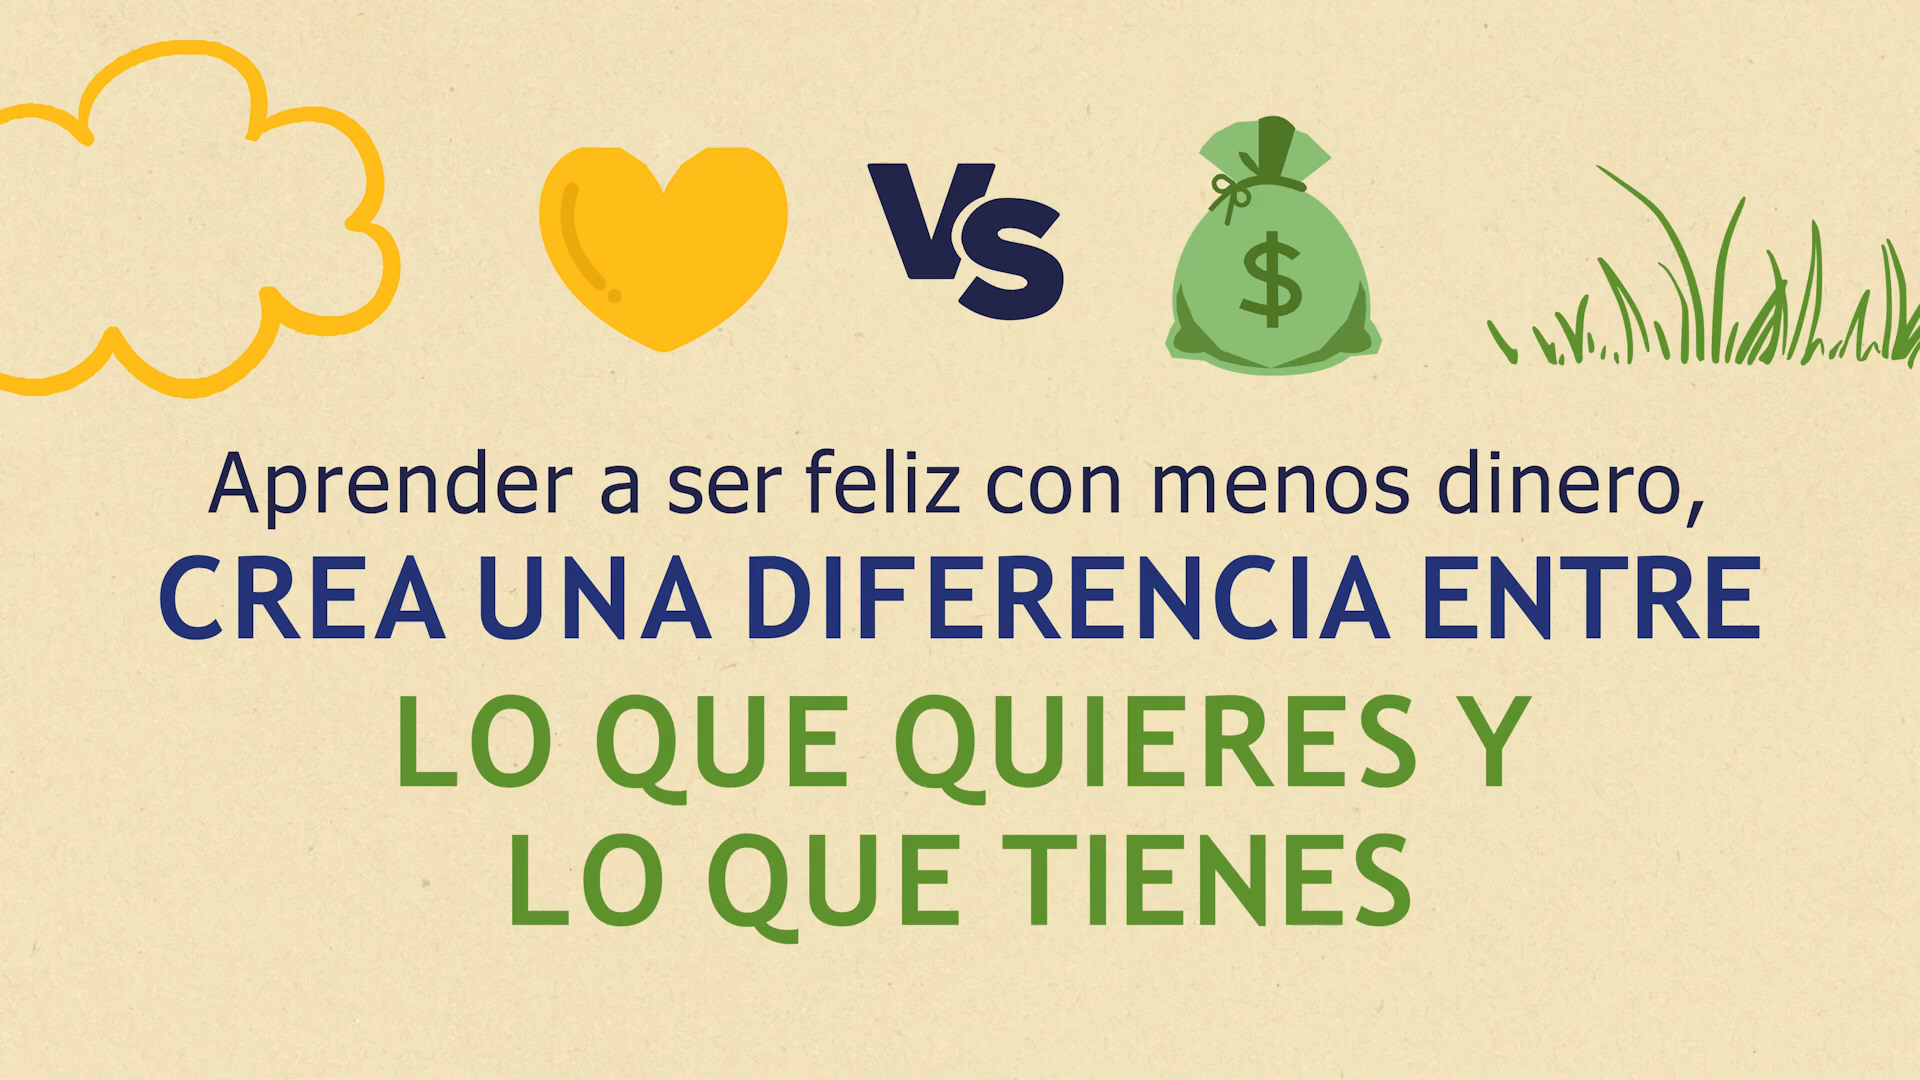 VS
$
Aprender a ser feliz con menos dinero,
CREA UNA DIFERENCIA ENTRE
LO QUE QUIERES Y
LO QUE TIENES